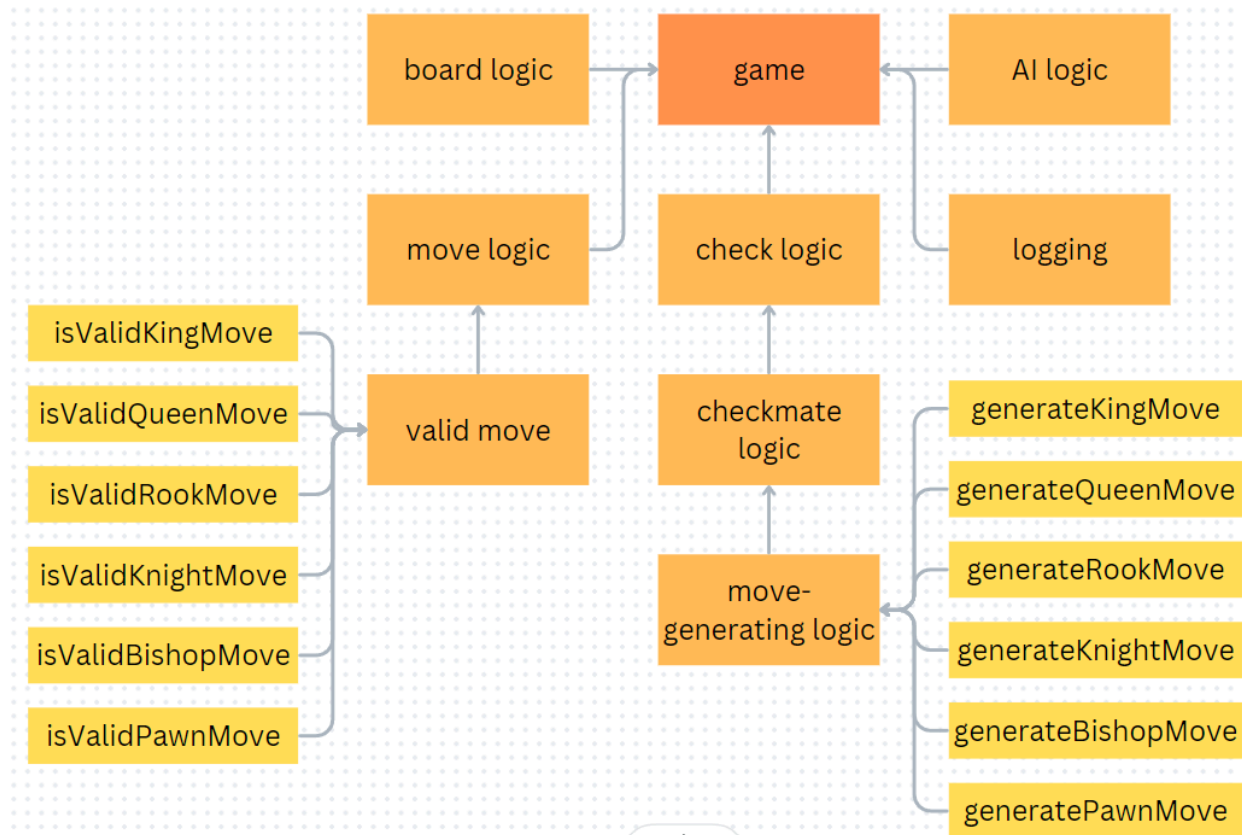 board logic
game
AI logic
move logic
check logic
logging
isValidKingMove
isValidQueenMove
isValidRookMove
isValidKnightMove
isValidBishopMove
isValidPawnMove
valid move
checkmate
logic
move-
generating logic
generateKingMove
generateQueenMove
generateRookMove
generateKnightMove
generateBishopMove
generatePawnMove